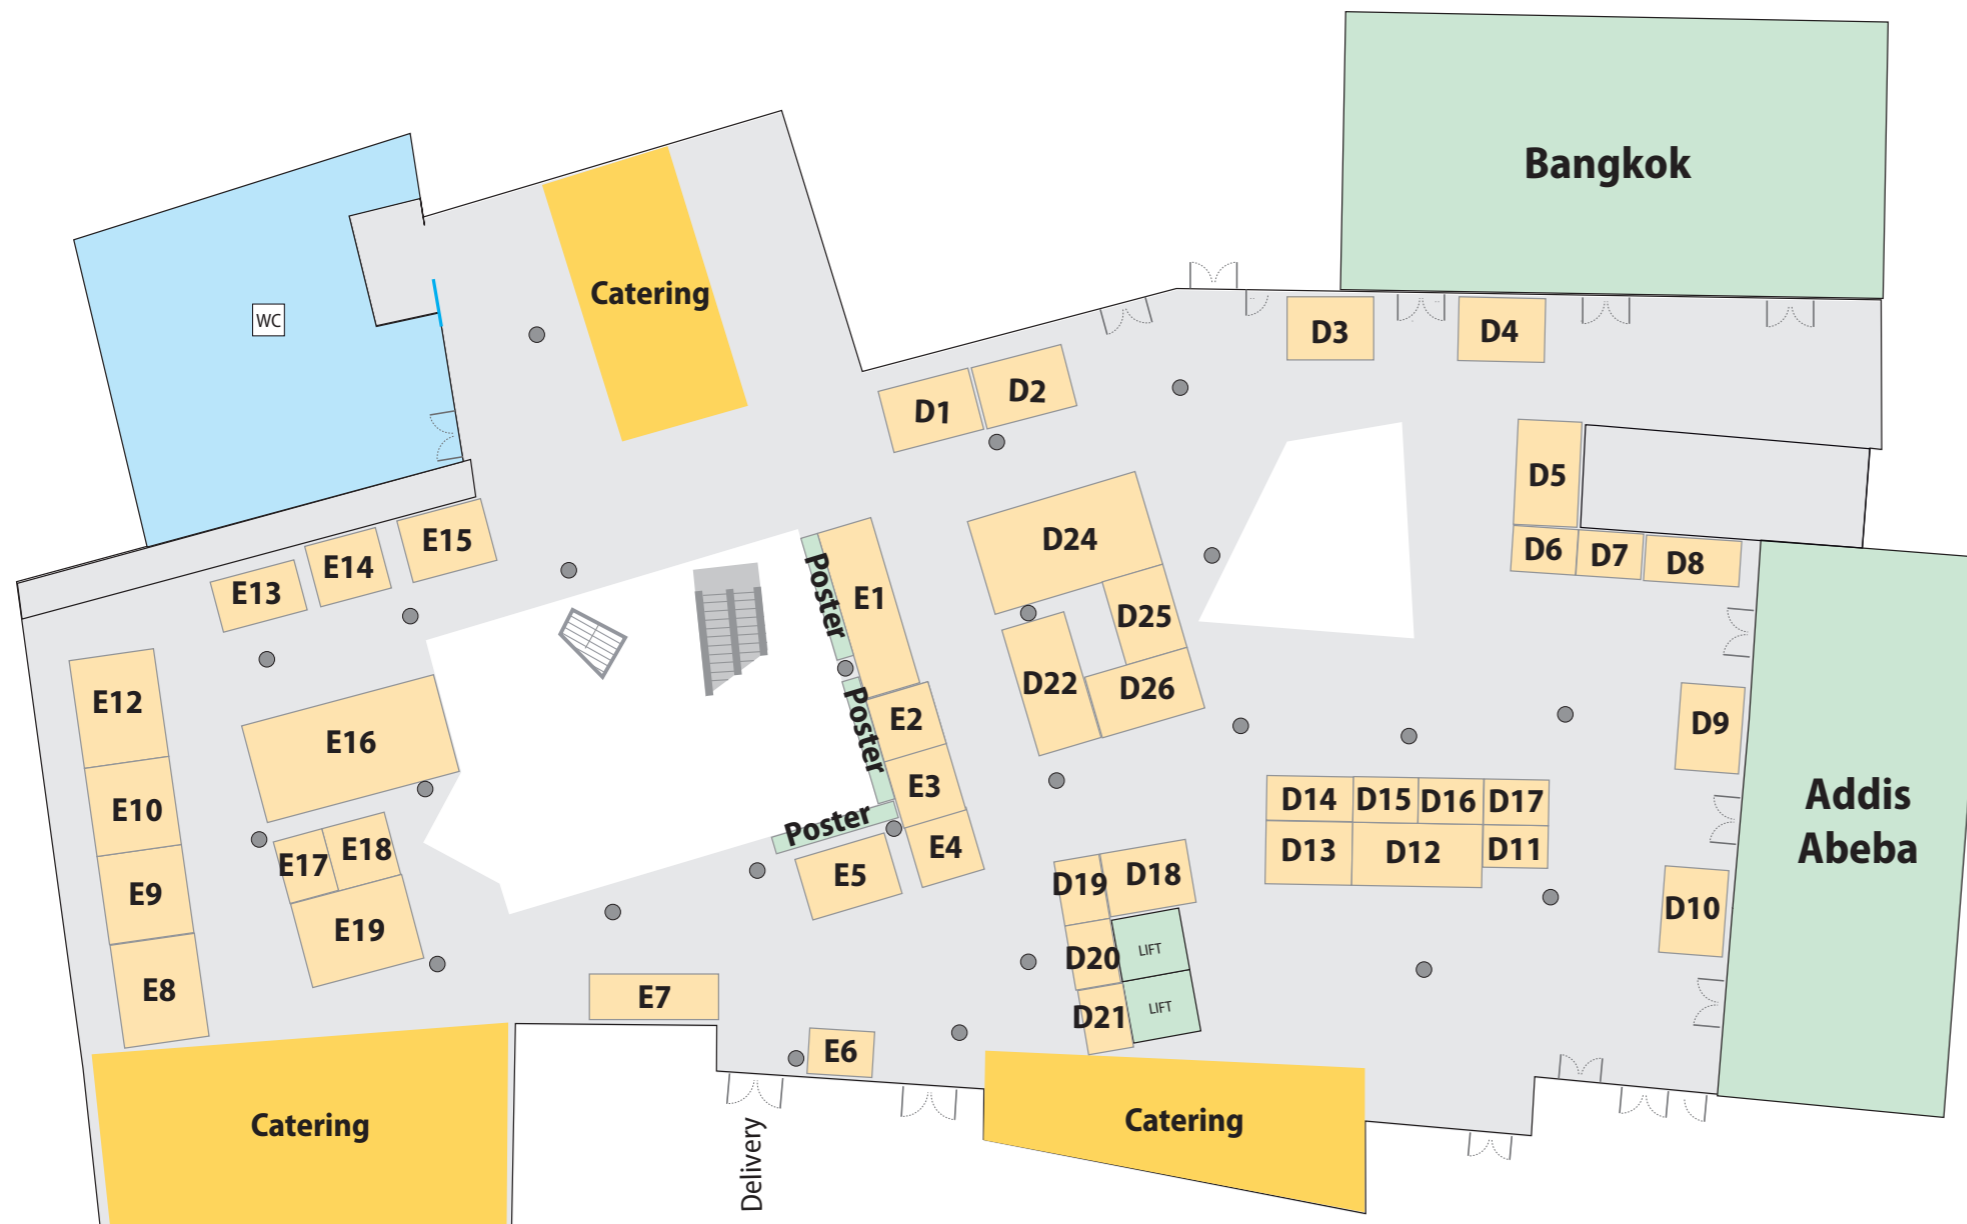 Bangkok
Catering
WC
D3
D4
D1
D2
D5
D6
D7
D8
E15
E14
E13
Poster
E1
D24
D25
D22
D26
E12
E16
E10
E9
E8
E17
E18
E19
Poster
E2
E3
Poster
E4
E5
D9
D10
Addis
Abeba
D14
D15
D16
D17
D13
D12
D11
D19
D18
D20
LIFT
D21
LIFT
E7
E6
Catering
Delivery
Catering